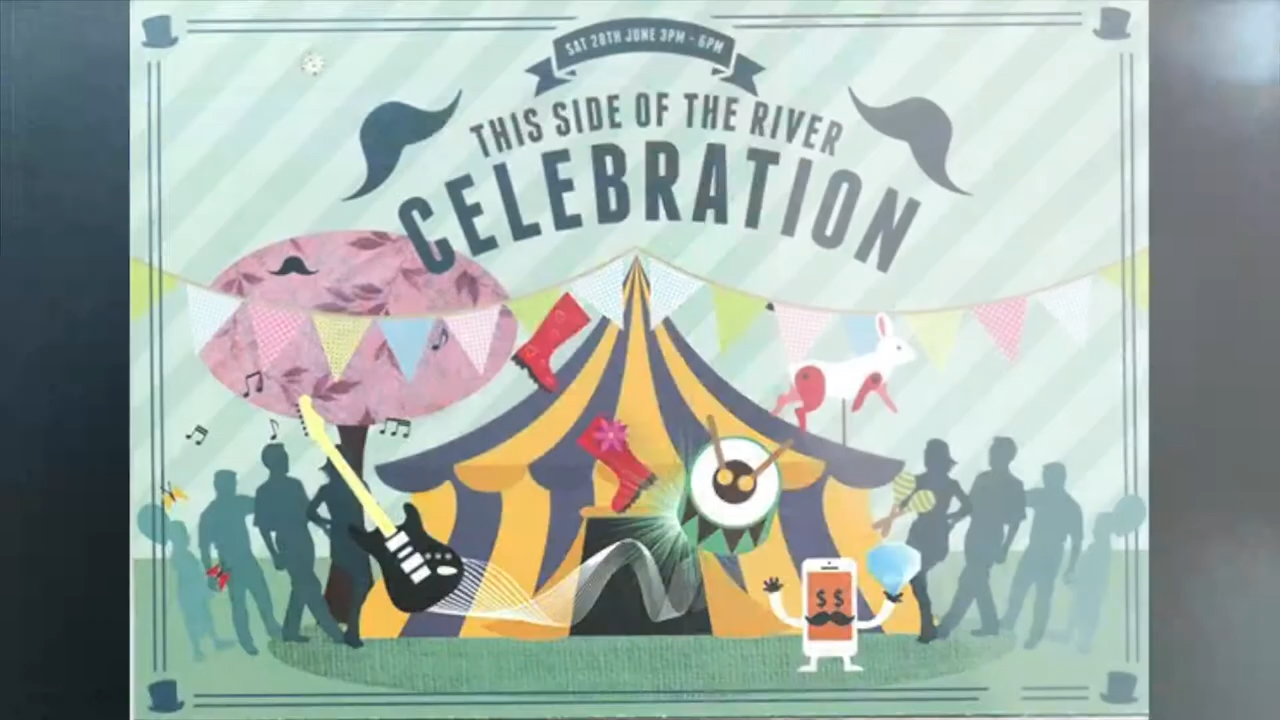 SAT 28TH JUNE 3PM - 6PM
THIS SIDE OF THE RIVER
CELEBRATION
$ $